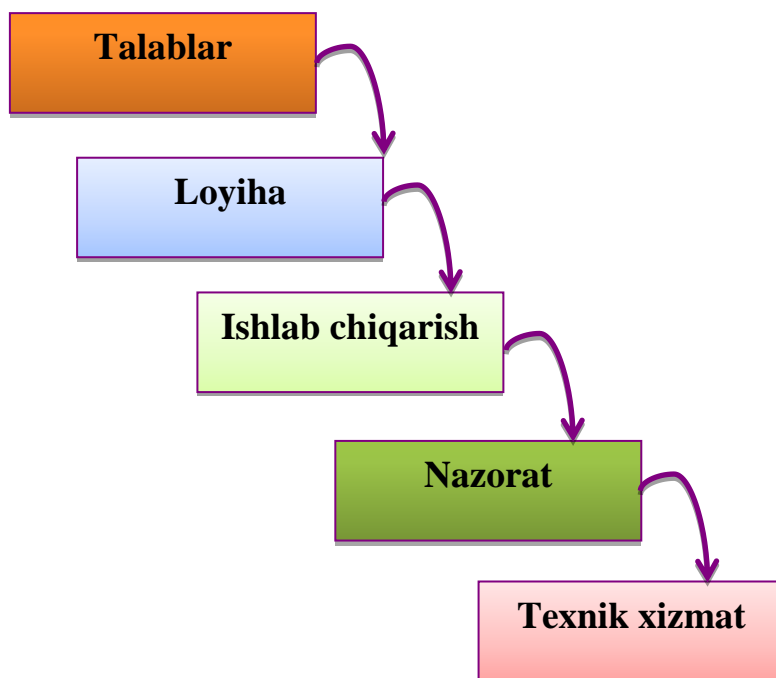 Talablar
Loyiha
Ishlab chiqarish
Nazorat
Texnik xizmat